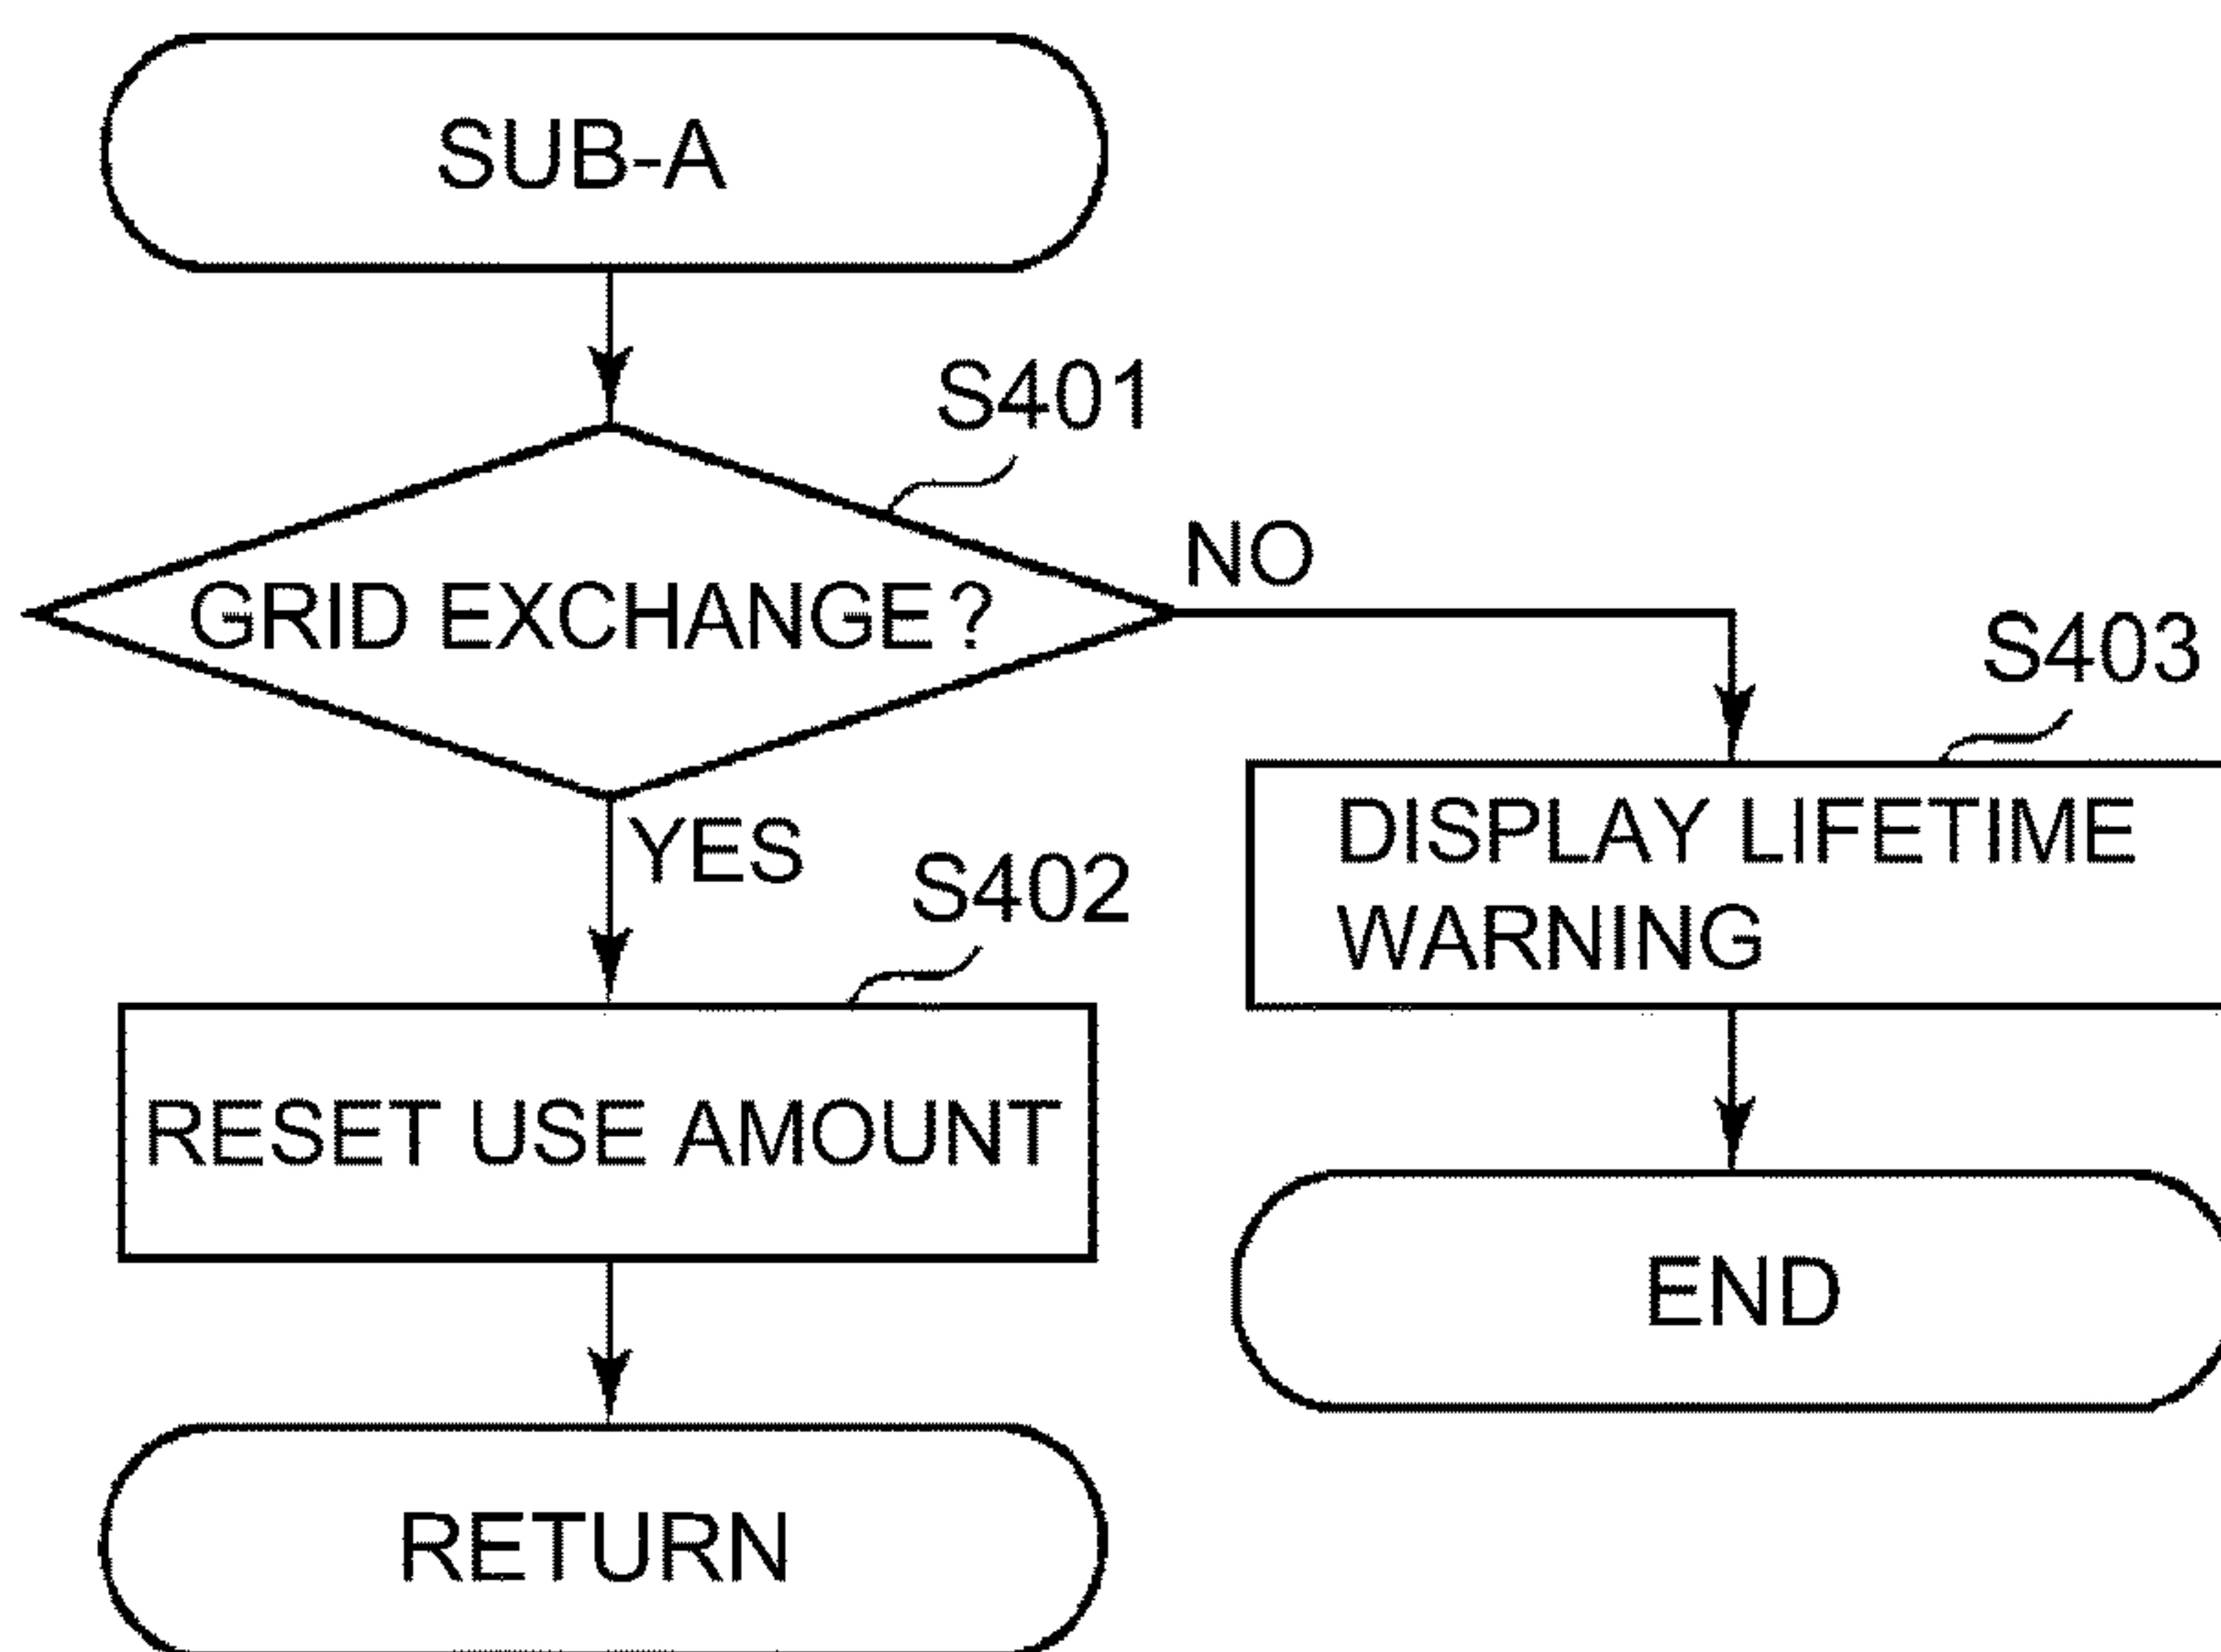 SUB-A
S401
GRID EXCHANGE?
NO
YES
S402
RESET USE AMOUNT
RETURN
S403
DISPLAY LIFETIME
WARNING
END